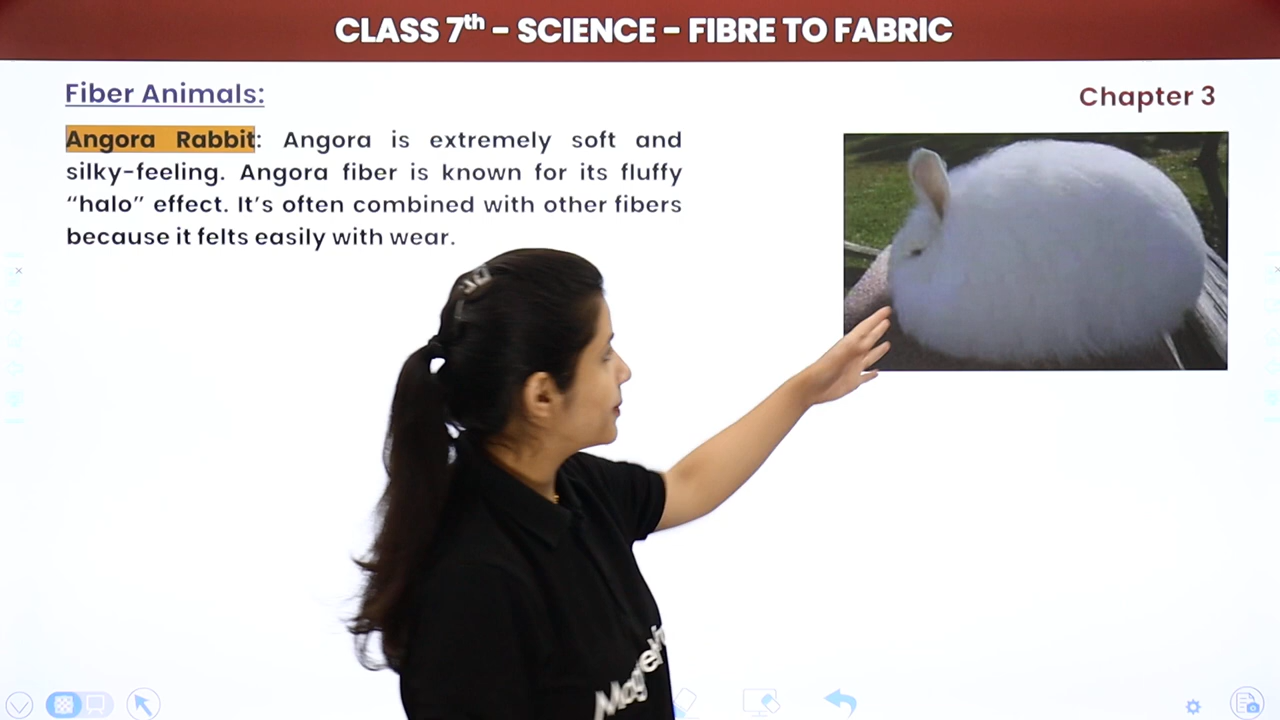 CLASS 7th - SCIENCE - FIBRE TO FABRIC
Fiber Animals:
Chapter 3
Angora Rabbit: Angora is extremely soft and
silky-feeling. Angora fiber is known for its fluffy
“halo” effect. It’s often combined with other fibers
because it felts easily with wear.